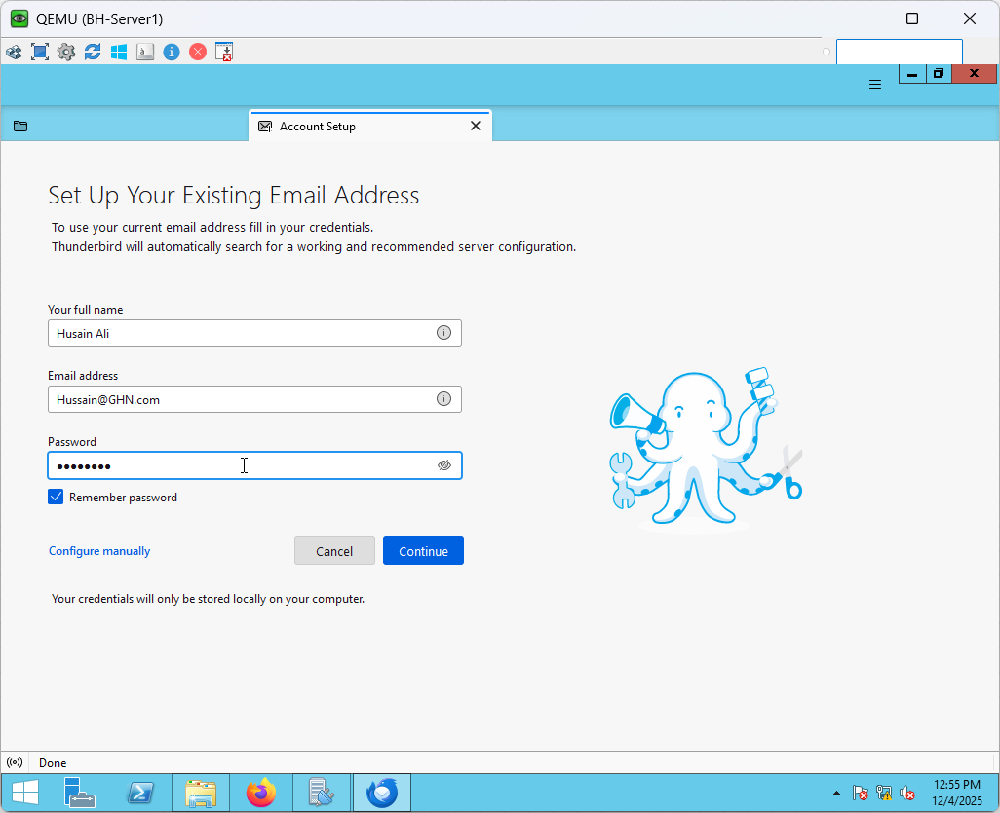 QEMU (BH-Server1)
Account Setup
Set Up Your Existing Email Address
To use your current email address fill in your credentials.
Thunderbird will automatically search for a working and recommended server configuration.
Your full name
Husain Ali
Email address
Hussain@GHN.com
Password
••••••••
Remember password
Configure manually
Cancel
Continue
Your credentials will only be stored locally on your computer.
Done
12:55 PM
12/4/2025